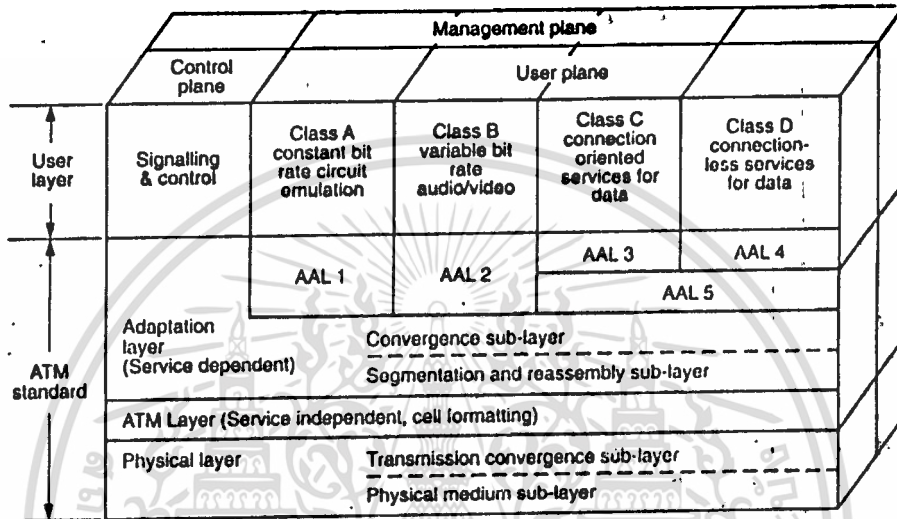 Management plane
Control
plane
User plane
User
layer
Signalling
& control
Class A
constant bit
rate circuit
emulation
Class B
variable bit
rate
audio/video
Class C
connection
oriented
services for
data
Class D
connection-
less services
for data
ATM
standard
AAL 1
AAL 2
AAL 3
AAL 4
AAL 5
Adaptation
layer
(Service dependent)
Convergence sub-layer
Segmentation and reassembly sub-layer
ATM Layer (Service independent, cell formatting)
Physical layer
Transmission convergence sub-layer
Physical medium sub-layer